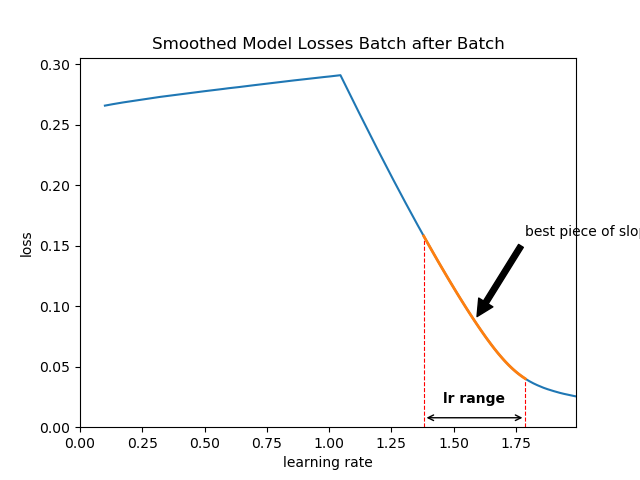 Smoothed Model Losses Batch after Batch
0.30
0.25
0.20
0.15
0.10
0.05
0.00
loss
best piece of slop
lr range
0.00 0.25 0.50 0.75 1.00 1.25 1.50 1.75
learning rate